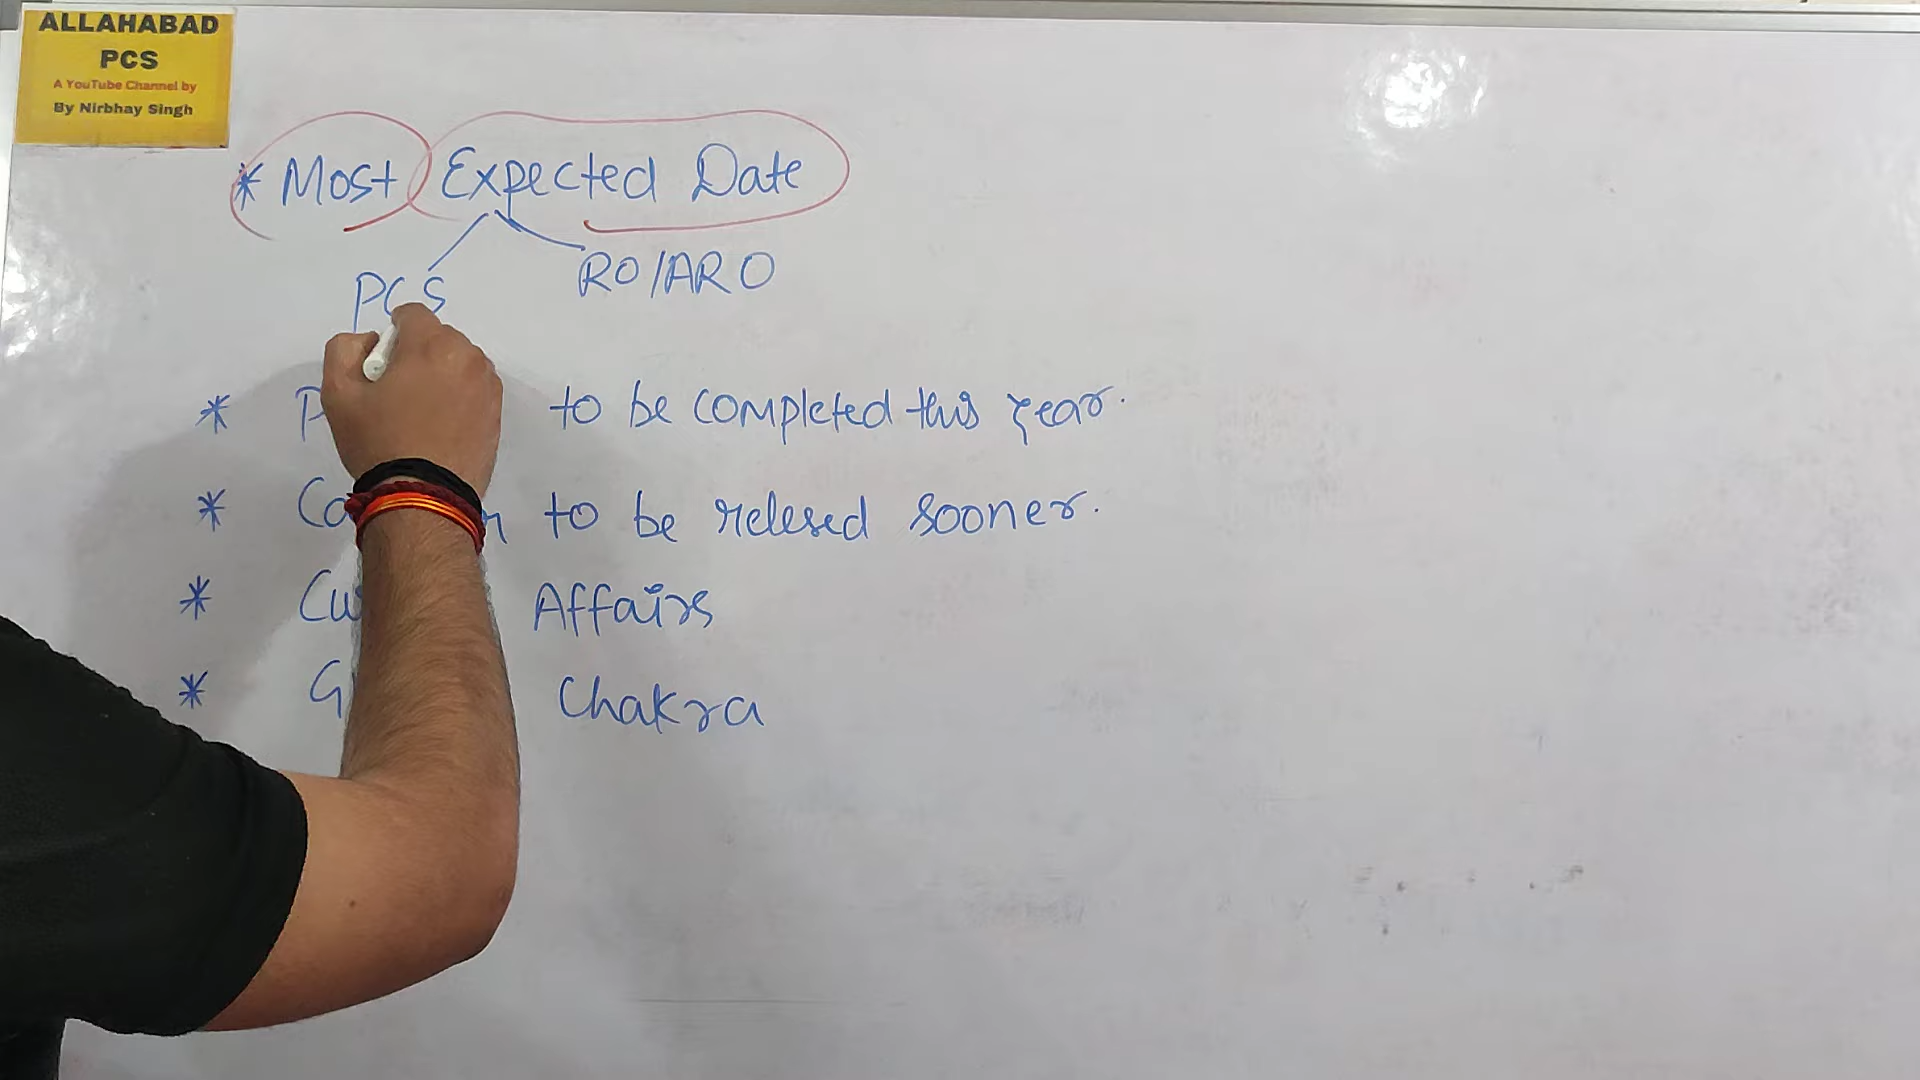 ALLAHABAD
PCS
A YouTube Channel by
By Nirbhay Singh
* Most Expected Date
PCS RO/ARO
* to be completed this year.
* to be relesed sooner.
* Affairs
* Chakra